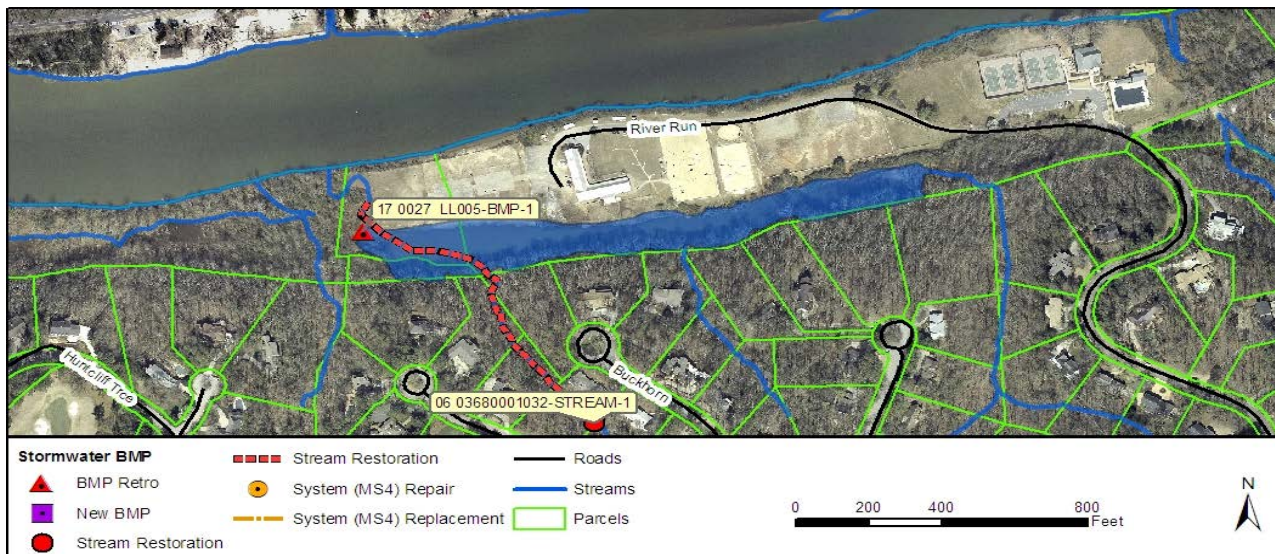 River Run
17 0027 LL005-BMP-1
Huntcliff Trce
Buckhorn
06 03680001032-STREAM-1
Stormwater BMP
BMP Retro
New BMP
Stream Restoration
Stream Restoration
System (MS4) Repair
System (MS4) Replacement
Roads
Streams
Parcels
0 200 400 800
Feet
N